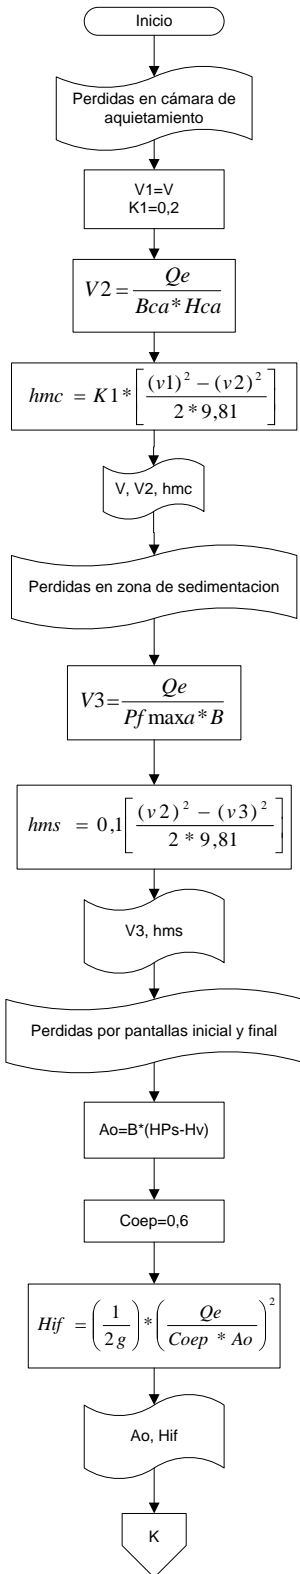 Inicio
Perdidas en cámara de
aquietamiento
V1=V
K1=0,2
V2 = Qe / (Bca * Hca)
hmc = K1 * [ ((v1)² − (v2)²) / (2 * 9,81) ]
V, V2, hmc
Perdidas en zona de sedimentacion
V3= Qe / (Pf maxa * B)
hms = 0,1 [ ((v2)² − (v3)²) / (2 * 9,81) ]
V3, hms
Perdidas por pantallas inicial y final
Ao=B*(HPs-Hv)
Coep=0,6
Hif = (1 / 2g) * (Qe / (Coep * Ao))²
Ao, Hif
K